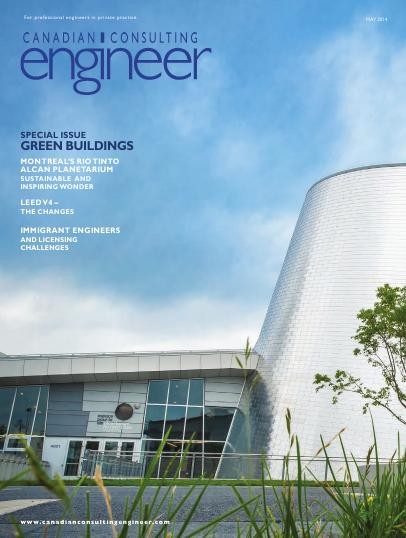 For professional engineers in private practice
MAY 2014
CANADIAN CONSULTING
engineer
SPECIAL ISSUE
GREEN BUILDINGS
MONTREAL'S RIO TINTO
ALCAN PLANETARIUM
SUSTAINABLE AND
INSPIRING WONDER
LEED V4 –
THE CHANGES
IMMIGRANT ENGINEERS
AND LICENSING
CHALLENGES
www.canadianconsultingengineer.com